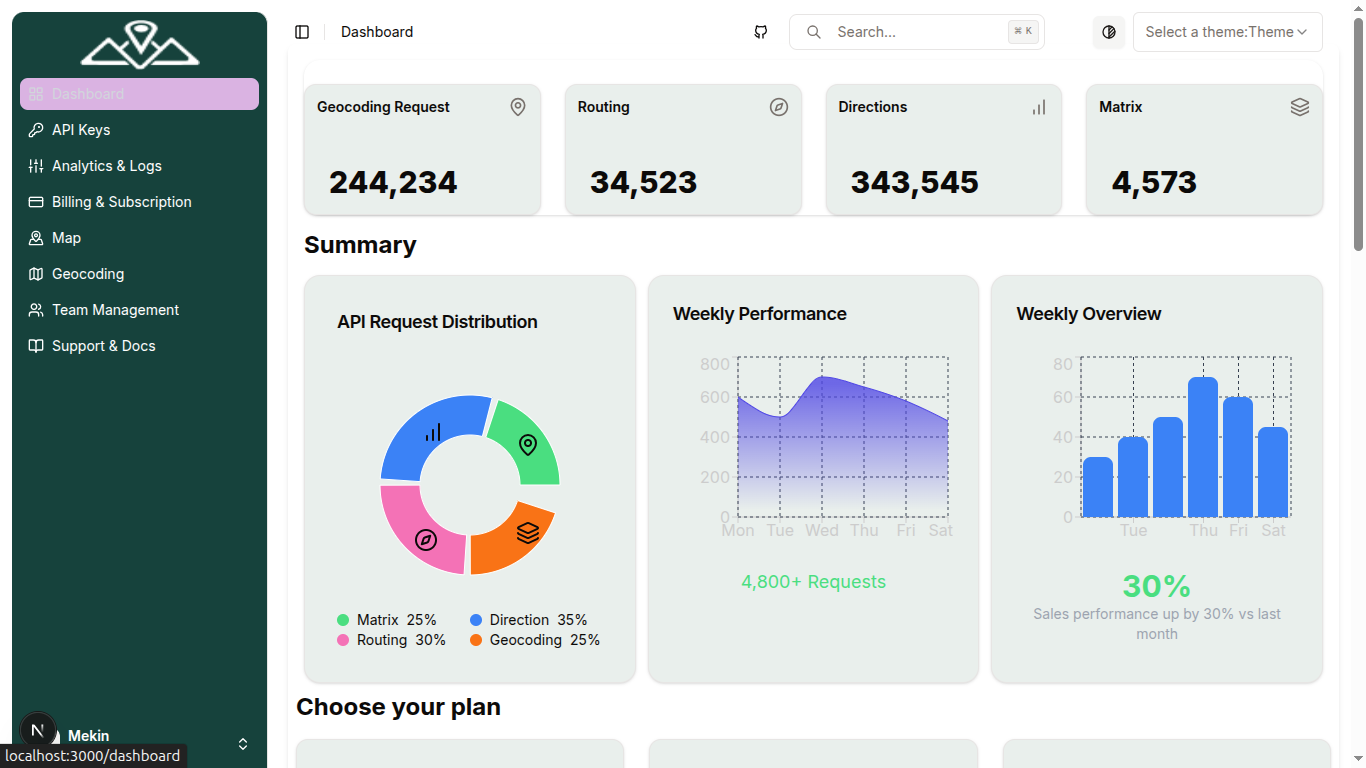 Dashboard
Search...
⌘ K
Select a theme:Theme
Dashboard
API Keys
Analytics & Logs
Billing & Subscription
Map
Geocoding
Team Management
Support & Docs
N
Mekin
localhost:3000/dashboard
Geocoding Request
244,234
Routing
34,523
Directions
343,545
Matrix
4,573
Summary
API Request Distribution
Matrix 25%
Direction 35%
Routing 30%
Geocoding 25%
Weekly Performance
800
600
400
200
0
Mon Tue Wed Thu Fri Sat
4,800+ Requests
Weekly Overview
80
60
40
20
0
Tue Thu Fri Sat
30%
Sales performance up by 30% vs last
month
Choose your plan